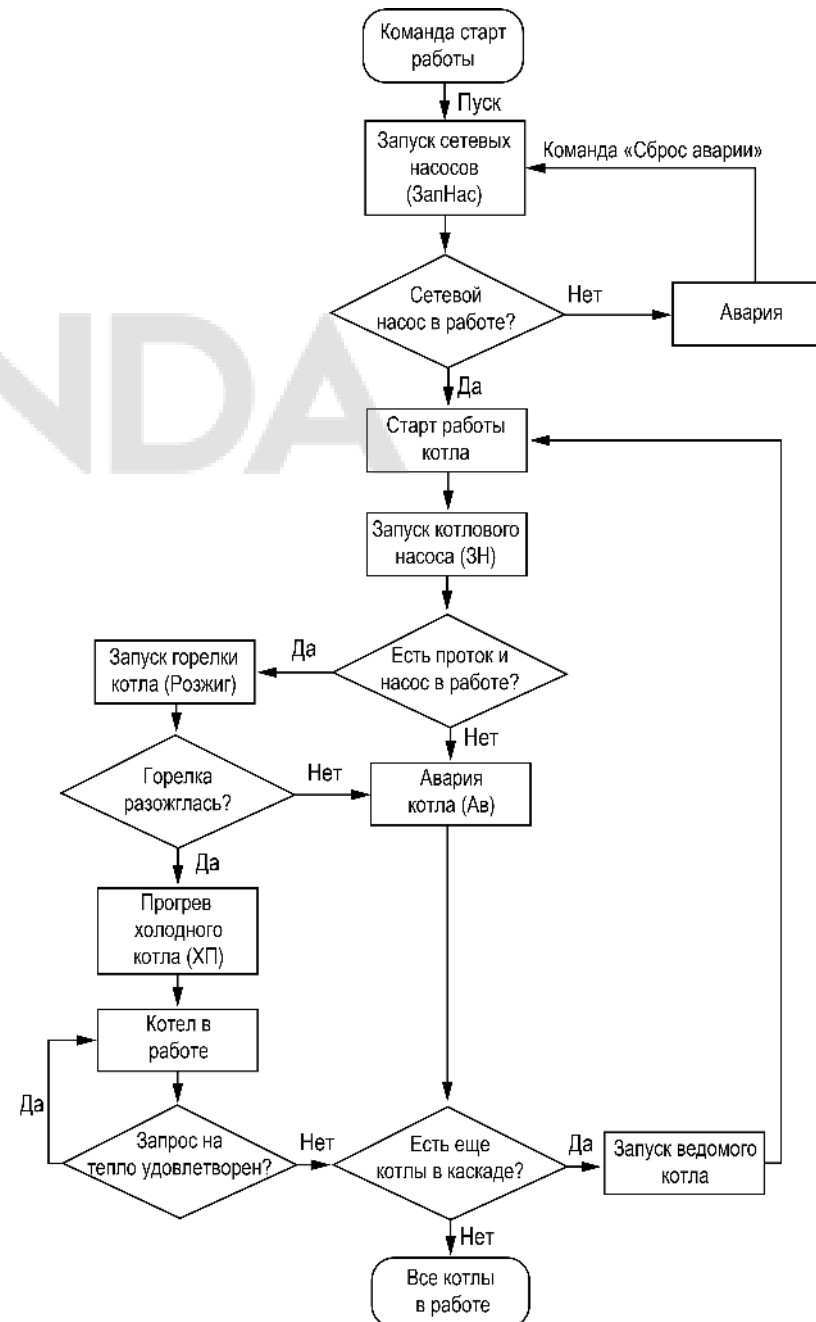 Команда старт
работы
Пуск
Запуск сетевых
насосов
(ЗапНас)
Команда «Сброс аварии»
Сетевой
насос в работе?
Нет
Авария
NDA
Да
Старт работы
котла
Запуск котлового
насоса (ЗН)
Есть проток и
насос в работе?
Да
Запуск горелки
котла (Розжиг)
Нет
Горелка
разожглась?
Нет
Авария
котла (Ав)
Да
Прогрев
холодного
котла (ХП)
Котел в
работе
Да
Запрос на
тепло удовлетворен?
Нет
Есть еще
котлы в каскаде?
Да
Запуск ведомого
котла
Нет
Все котлы
в работе